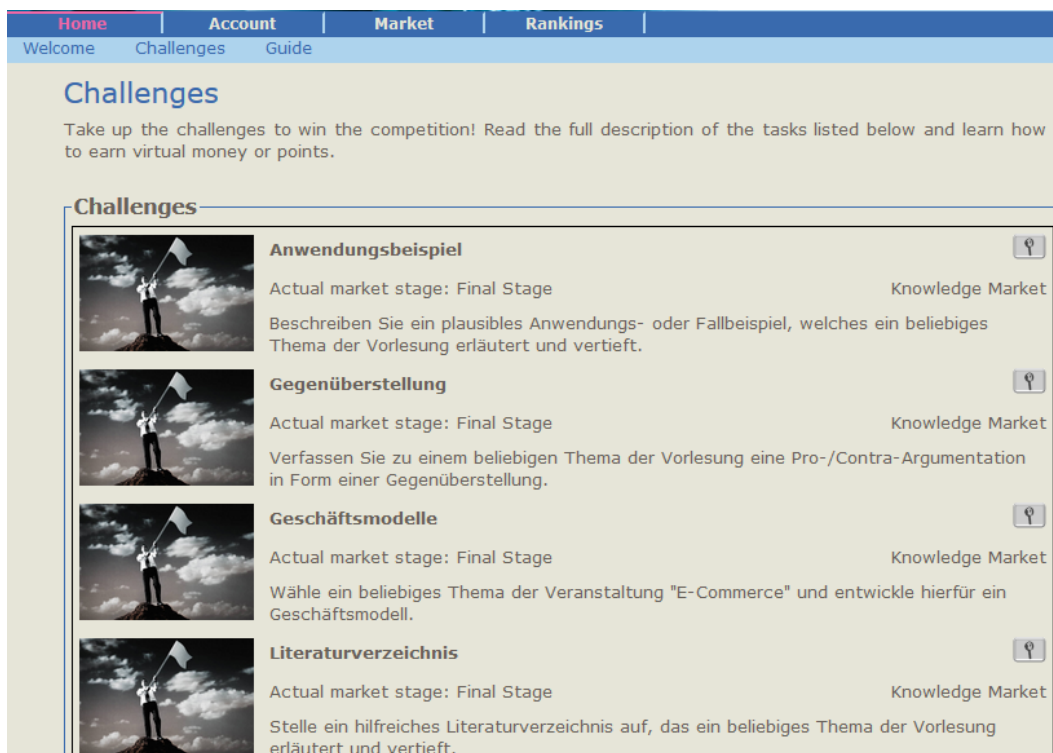 Home Account Market Rankings
Welcome Challenges Guide
Challenges
Take up the challenges to win the competition! Read the full description of the tasks listed below and learn how
to earn virtual money or points.
Challenges
Anwendungsbeispiel
Actual market stage: Final Stage Knowledge Market
Beschreiben Sie ein plausibles Anwendungs- oder Fallbeispiel, welches ein beliebiges
Thema der Vorlesung erläutert und vertieft.
Gegenüberstellung
Actual market stage: Final Stage Knowledge Market
Verfassen Sie zu einem beliebigen Thema der Vorlesung eine Pro-/Contra-Argumentation
in Form einer Gegenüberstellung.
Geschäftsmodelle
Actual market stage: Final Stage Knowledge Market
Wähle ein beliebiges Thema der Veranstaltung "E-Commerce" und entwickle hierfür ein
Geschäftsmodell.
Literaturverzeichnis
Actual market stage: Final Stage Knowledge Market
Stelle ein hilfreiches Literaturverzeichnis auf, das ein beliebiges Thema der Vorlesung
erläutert und vertieft.